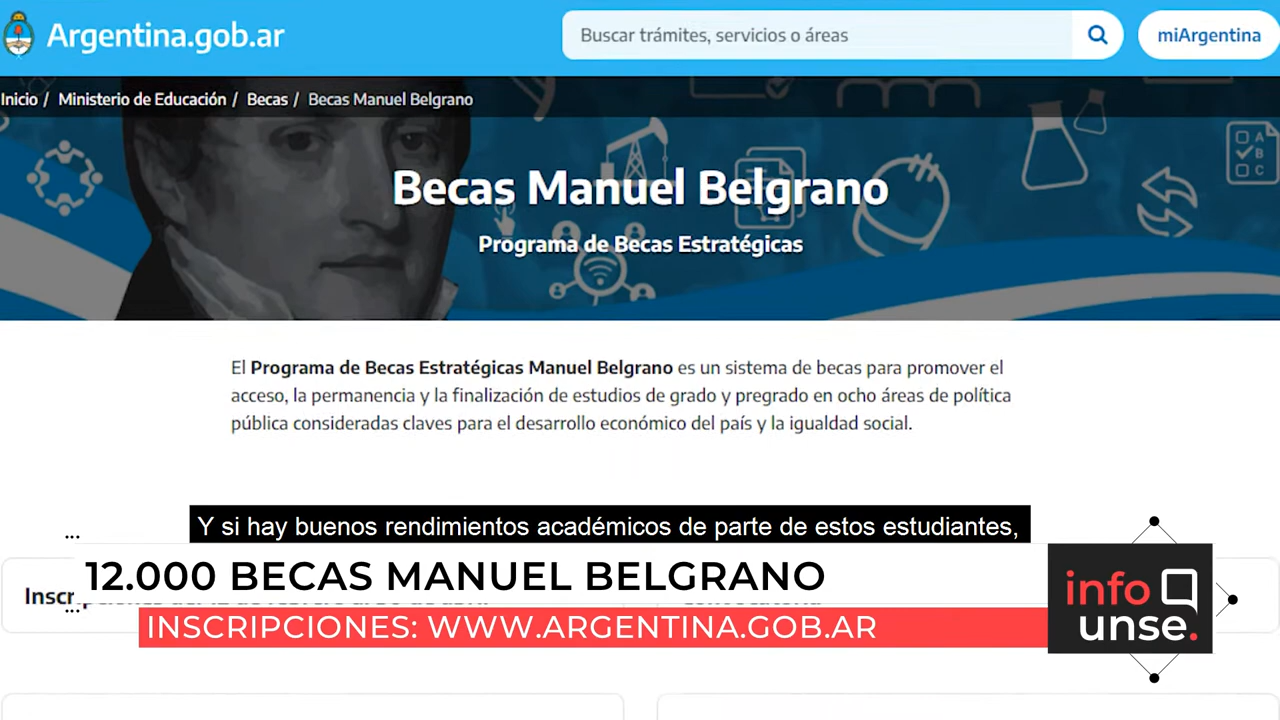 Argentina.gob.ar
Buscar trámites, servicios o áreas
miArgentina
Inicio / Ministerio de Educación / Becas / Becas Manuel Belgrano
Becas Manuel Belgrano
Programa de Becas Estratégicas
El Programa de Becas Estratégicas Manuel Belgrano es un sistema de becas para promover el
acceso, la permanencia y la finalización de estudios de grado y pregrado en ocho áreas de política
pública consideradas claves para el desarrollo económico del país y la igualdad social.
Y si hay buenos rendimientos académicos de parte de estos estudiantes,
12.000 BECAS MANUEL BELGRANO
INSCRIPCIONES: WWW.ARGENTINA.GOB.AR
info
unse.